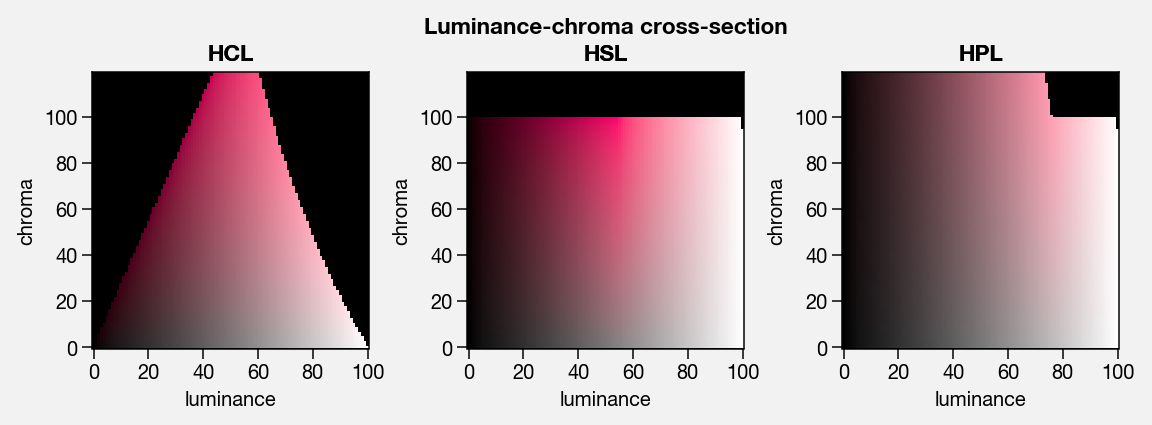 Luminance-chroma cross-section
HCL HSL HPL
100 100 100
80 80 80
60 60 60
40 40 40
20 20 20
0 0 0
chroma chroma chroma
0 20 40 60 80 100 0 20 40 60 80 100 0 20 40 60 80 100
luminance luminance luminance